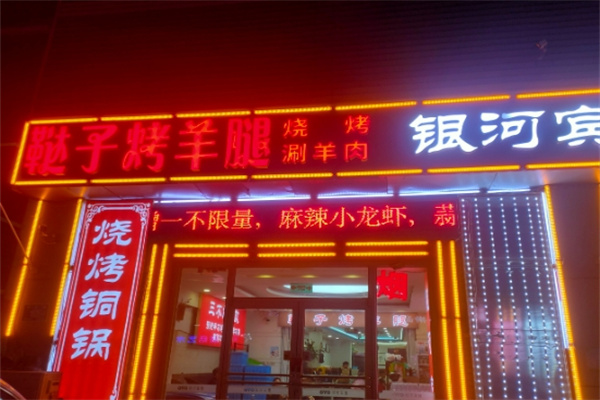 鞑子烤羊腿
烧烤
涮羊肉
银河宾
赠一不限量，麻辣小龙虾，蒜
烧烤铜锅